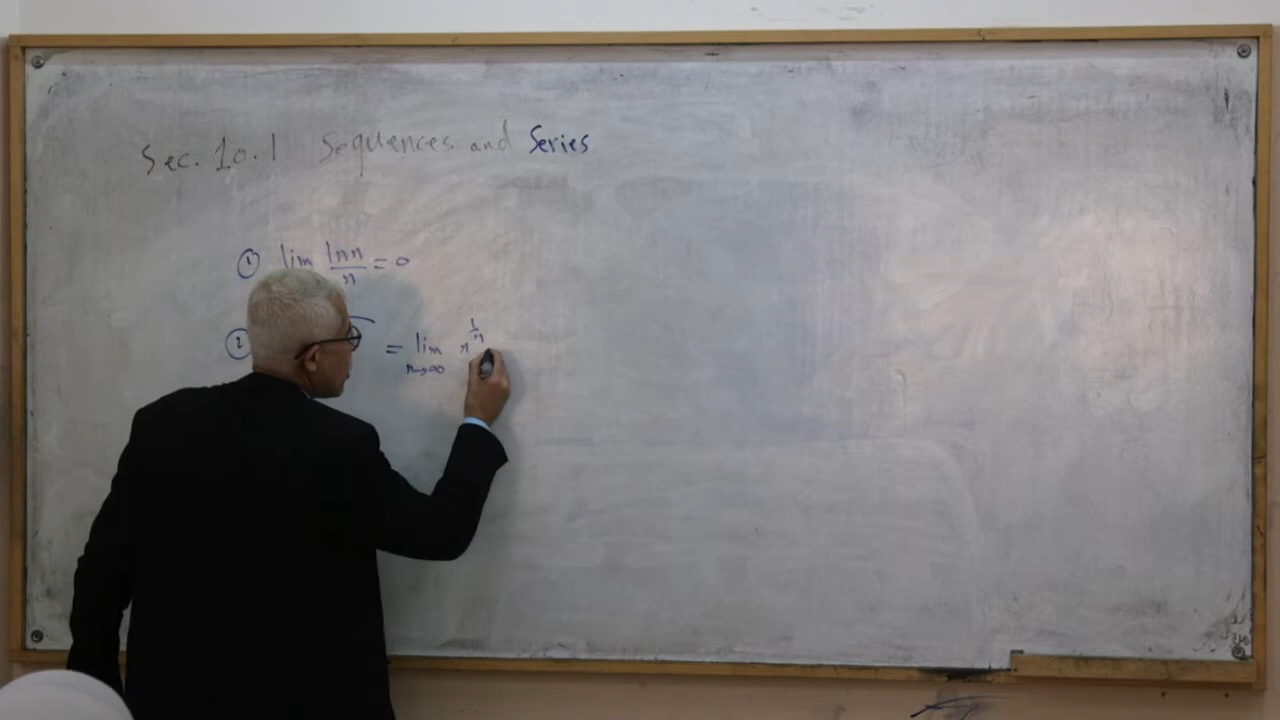 Sec. 10.1 Sequences and Series
① lim ln n / n = 0
② = lim n→∞ n^(1/n)